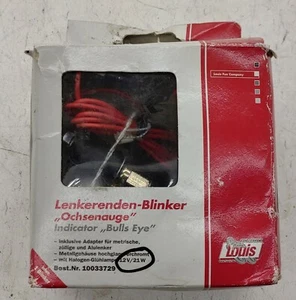 Louis Fun Company
Lenkerenden-Blinker
„Ochsenauge"
Indicator „Bulls Eye"
- Inklusive Adapter für metrische,
zöllige und Alulenker
- Metallgehäuse hochglanzverchromt
- mit Halogen-Glühlampe 12V/21W
Best.Nr. 10033729
Louis